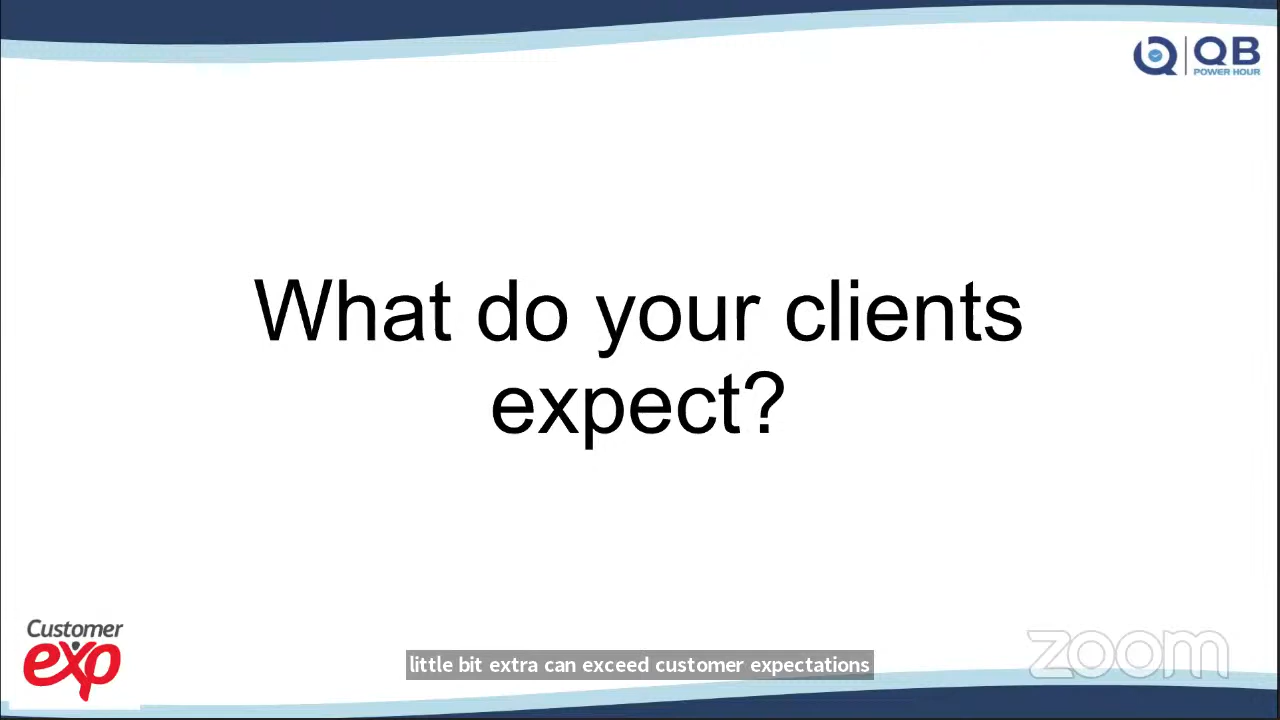 QB
POWER HOUR
What do your clients
expect?
Customer
exp
little bit extra can exceed customer expectations
zoom